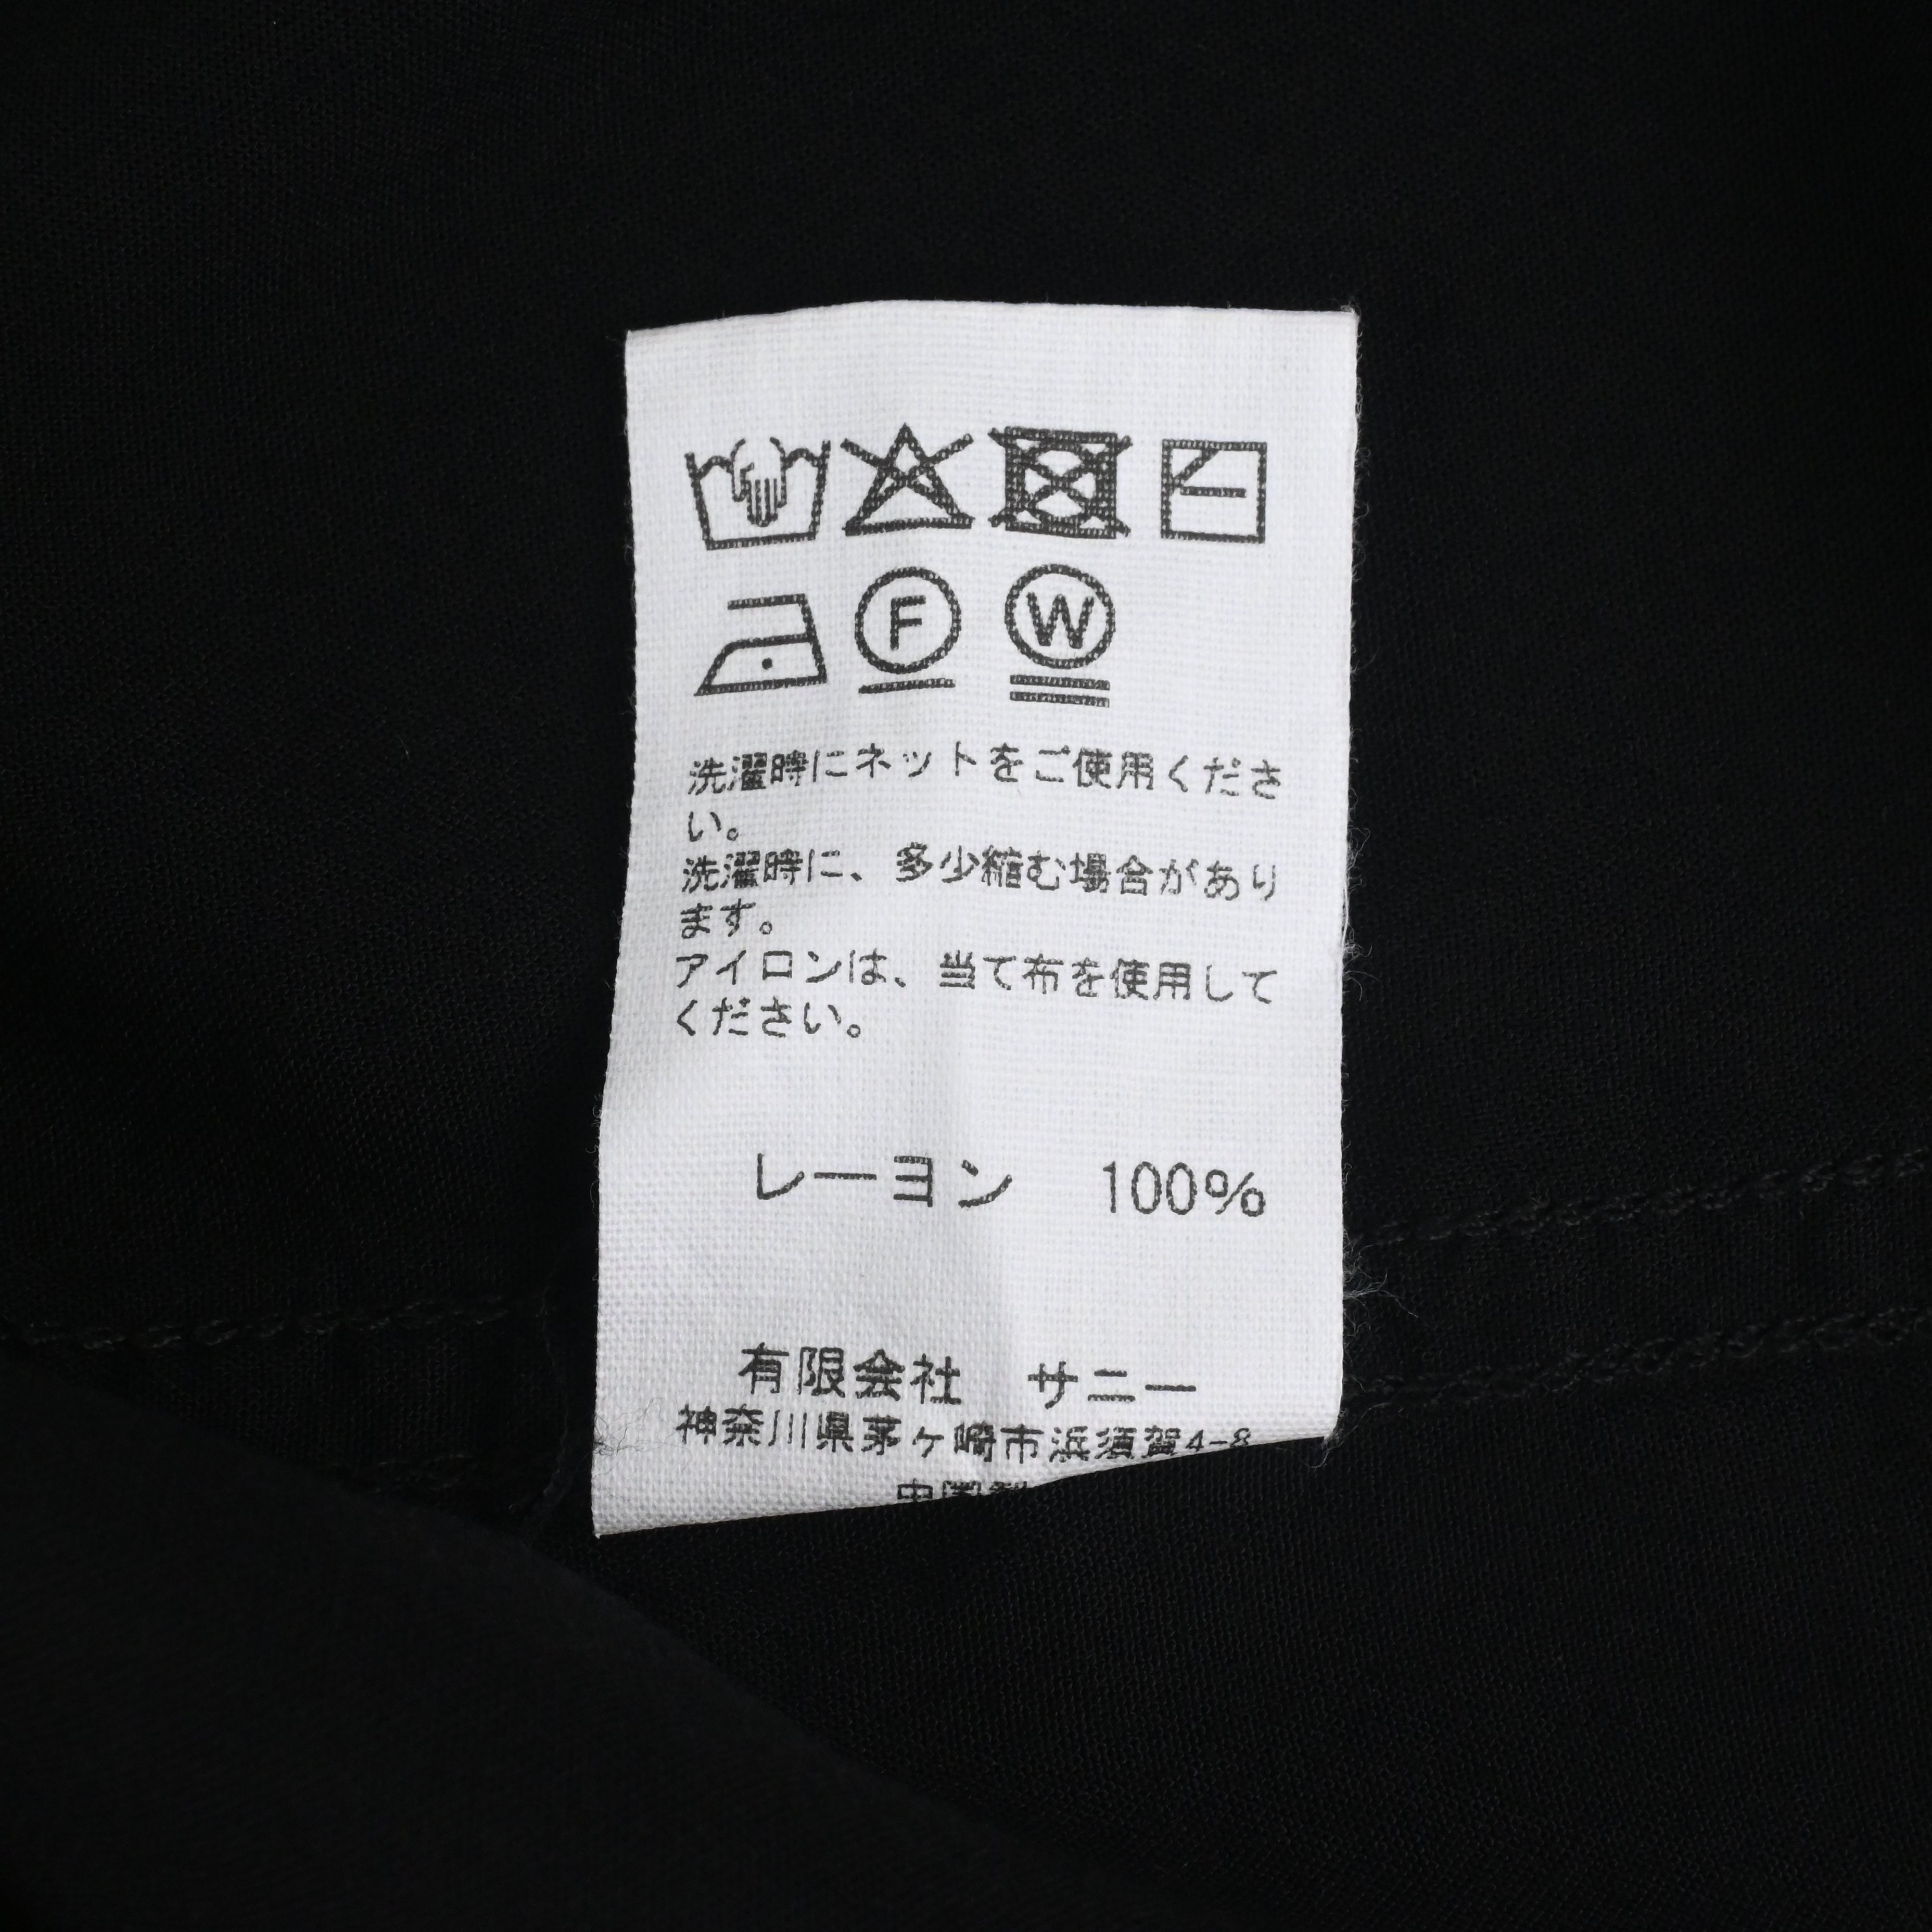 F W
洗濯時にネットをご使用くださ
い。
洗濯時に、多少縮む場合があり
ます。
アイロンは、当て布を使用して
ください。
レーヨン 100%
有限会社 サニー
神奈川県茅ヶ崎市浜須賀4-8
中国製